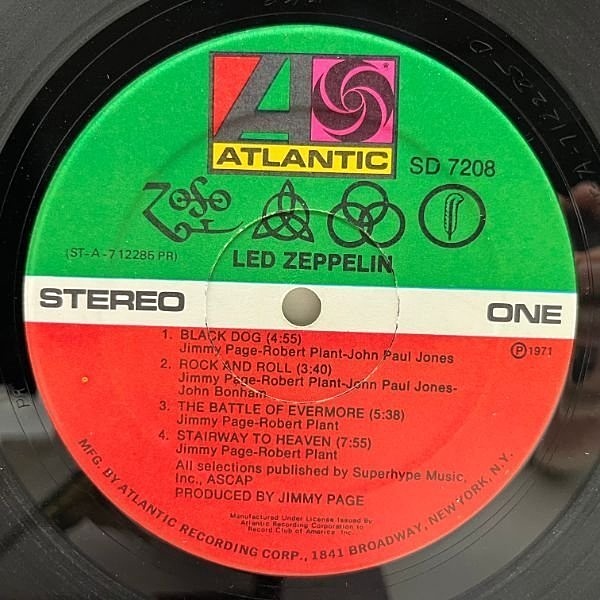 ATLANTIC
SD 7208
(ST-A-712285 PR)
LED ZEPPELIN
STEREO
ONE
℗ 1971
1. BLACK DOG (4:55)
Jimmy Page-Robert Plant-John Paul Jones
2. ROCK AND ROLL (3:40)
Jimmy Page-Robert Plant-John Paul Jones-
John Bonham
3. THE BATTLE OF EVERMORE (5:38)
Jimmy Page-Robert Plant
4. STAIRWAY TO HEAVEN (7:55)
Jimmy Page-Robert Plant
All selections published by Superhype Music,
Inc., ASCAP
PRODUCED BY JIMMY PAGE
Manufactured Under License Issued By
Atlantic Recording Corporation to
Record Club of America Inc.
MFG. BY ATLANTIC RECORDING CORP., 1841 BROADWAY, NEW YORK, N.Y.